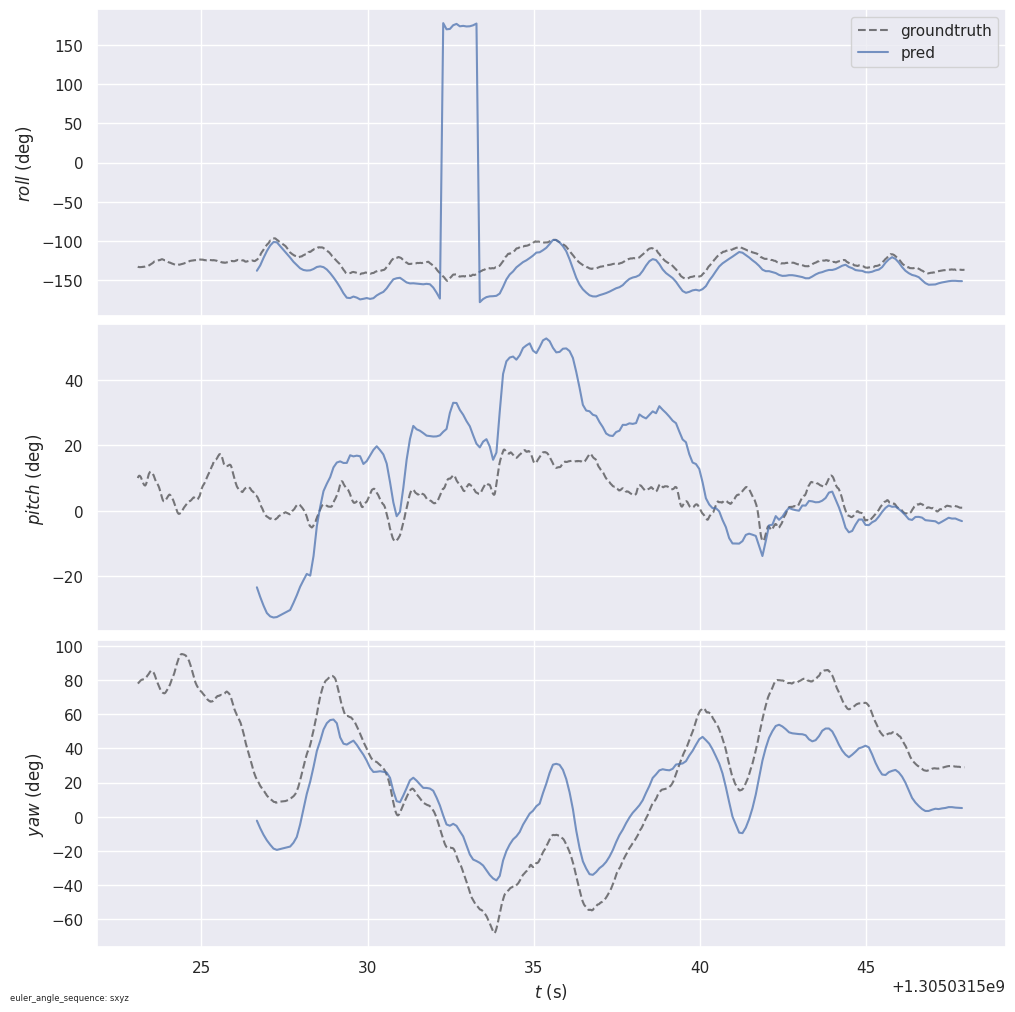 groundtruth
pred
150
100
50
0
−50
−100
−150
roll (deg)
40
20
0
−20
pitch (deg)
100
80
60
40
20
0
−20
−40
−60
yaw (deg)
25 30 35 40 45
t (s)
+1.3050315e9
euler_angle_sequence: sxyz